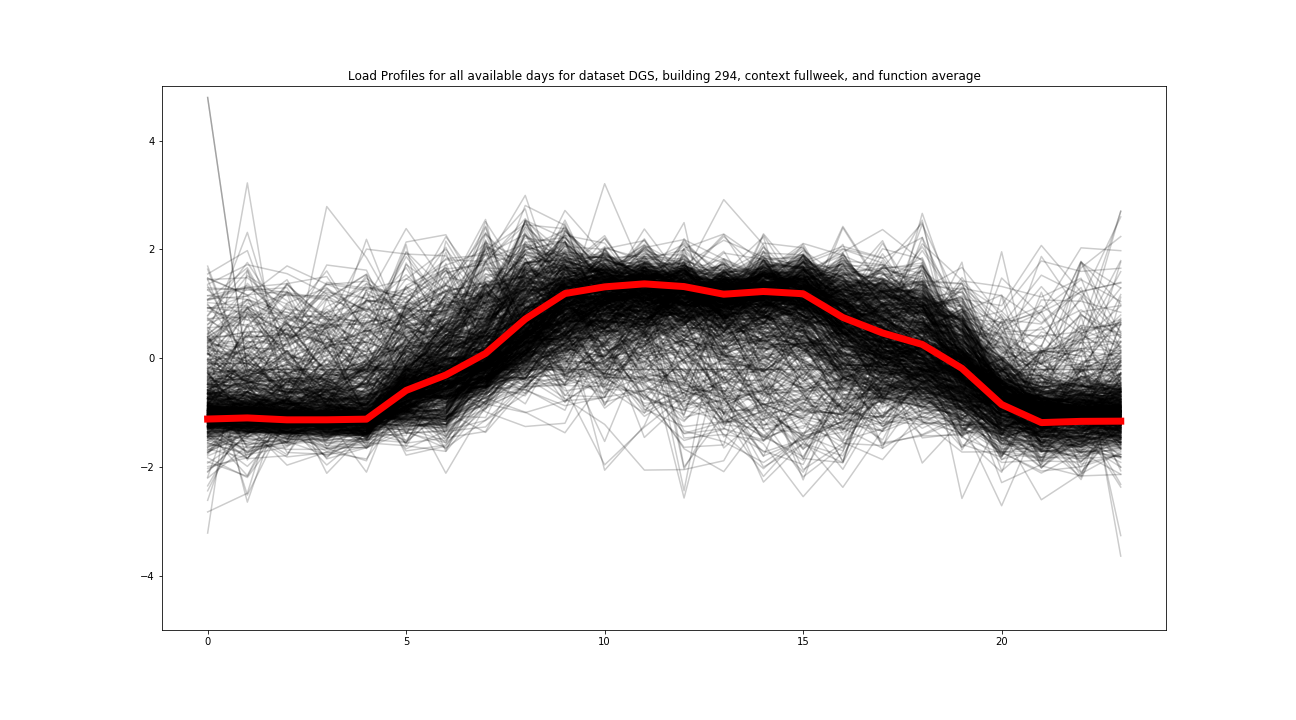 Load Profiles for all available days for dataset DGS, building 294, context fullweek, and function average
4
2
0
−2
−4
0 5 10 15 20